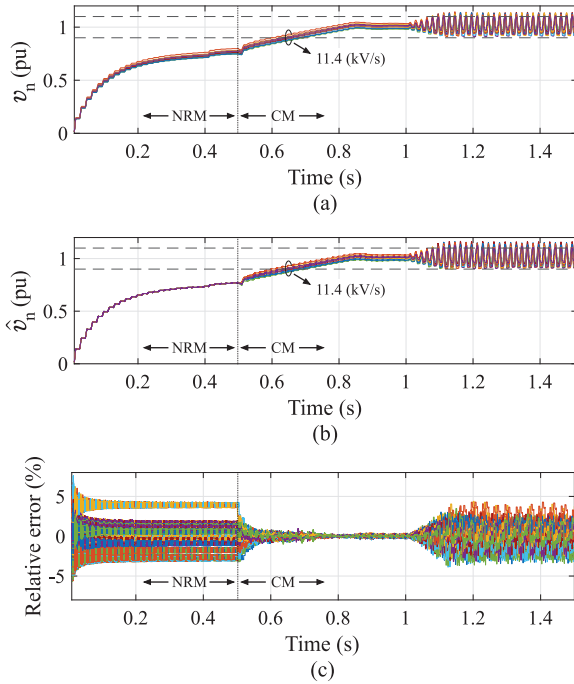 1
0.5
0
v_n (pu)
11.4 (kV/s)
NRM
CM
0.2 0.4 0.6 0.8 1 1.2 1.4
Time (s)
(a)
1
0.5
0
v̂_n (pu)
11.4 (kV/s)
NRM
CM
0.2 0.4 0.6 0.8 1 1.2 1.4
Time (s)
(b)
5
0
-5
Relative error (%)
NRM
CM
0.2 0.4 0.6 0.8 1 1.2 1.4
Time (s)
(c)